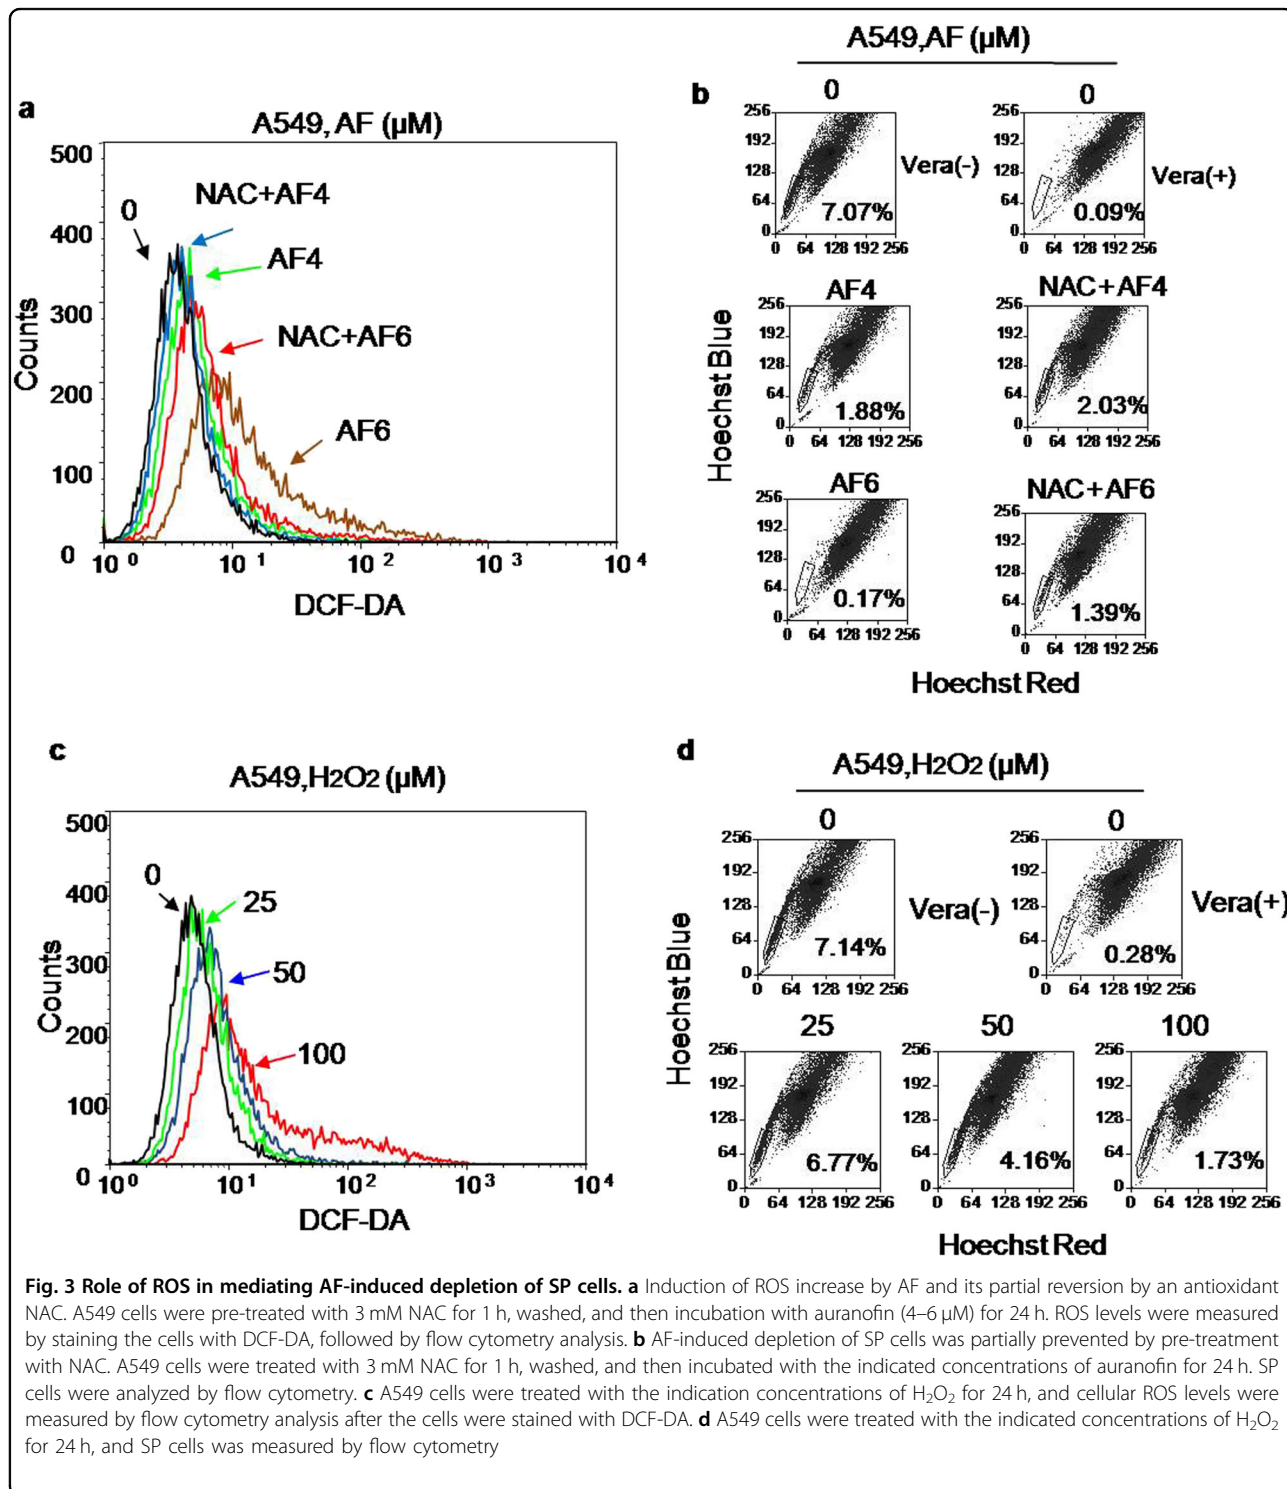 a
A549, AF (µM)
500
400
300
200
100
0
Counts
0
NAC+AF4
AF4
NAC+AF6
AF6
10⁰ 10¹ 10² 10³ 10⁴
DCF-DA
b
A549,AF (µM)
0 0
256
192
128
64
0
0 64 128 192 256
7.07%
Vera(-)
256
192
128
64
0
0 64 128 192 256
0.09%
Vera(+)
Hoechst Blue
AF4
256
192
128
64
0
0 64 128 192 256
1.88%
NAC+AF4
256
192
128
64
0
0 64 128 192 256
2.03%
AF6
256
192
128
64
0
0 64 128 192 256
0.17%
NAC+AF6
256
192
128
64
0
0 64 128 192 256
1.39%
Hoechst Red
c
A549,H2O2 (µM)
500
400
300
200
100
0
Counts
0
25
50
100
10⁰ 10¹ 10² 10³ 10⁴
DCF-DA
d
A549,H2O2 (µM)
0 0
256
192
128
64
0
0 64 128 192 256
7.14%
Vera(-)
256
192
128
64
0
0 64 128 192 256
0.28%
Vera(+)
Hoechst Blue
25
256
192
128
64
0
0 64 128 192 256
6.77%
50
256
192
128
64
0
0 64 128 192 256
4.16%
100
256
192
128
64
0
0 64 128 192 256
1.73%
Hoechst Red
Fig. 3 Role of ROS in mediating AF-induced depletion of SP cells. a Induction of ROS increase by AF and its partial reversion by an antioxidant
NAC. A549 cells were pre-treated with 3 mM NAC for 1 h, washed, and then incubation with auranofin (4–6 µM) for 24 h. ROS levels were measured
by staining the cells with DCF-DA, followed by flow cytometry analysis. b AF-induced depletion of SP cells was partially prevented by pre-treatment
with NAC. A549 cells were treated with 3 mM NAC for 1 h, washed, and then incubated with the indicated concentrations of auranofin for 24 h. SP
cells were analyzed by flow cytometry. c A549 cells were treated with the indication concentrations of H₂O₂ for 24 h, and cellular ROS levels were
measured by flow cytometry analysis after the cells were stained with DCF-DA. d A549 cells were treated with the indicated concentrations of H₂O₂
for 24 h, and SP cells was measured by flow cytometry